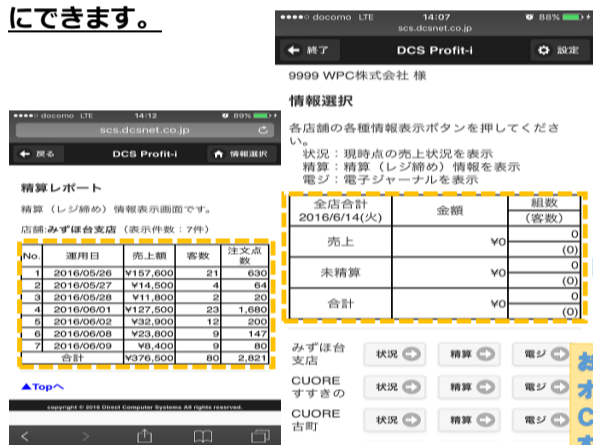 にできます。
docomo LTE 14:12 89%
scs.dcsnet.co.jp
戻る DCS Profit-i 情報選択
精算レポート
精算（レジ締め）情報表示画面です。
店舗:みずほ台支店（表示件数：7件）
No. 運用日 売上額 客数 注文点数
1 2016/05/26 ¥157,600 21 630
2 2016/05/27 ¥14,500 4 64
3 2016/05/28 ¥11,800 2 20
4 2016/06/01 ¥127,500 23 1,680
5 2016/06/02 ¥32,900 12 200
6 2016/06/08 ¥23,800 9 147
7 2016/06/09 ¥8,400 9 80
合計 ¥376,500 80 2,821
▲Topへ
copyright © 2016 Direct Computer Systems All rights reserved.
docomo LTE 14:07 88%
scs.dcsnet.co.jp
終了 DCS Profit-i 設定
9999 WPC株式会社 様
情報選択
各店舗の各種情報表示ボタンを押してくださ
い。
状況：現時点の売上状況を表示
精算：精算（レジ締め）情報を表示
電ジ：電子ジャーナルを表示
全店合計 2016/6/14(火) 金額 組数 (客数)
売上 ¥0 0 (0)
未精算 ¥0 0 (0)
合計 ¥0 0 (0)
みずほ台支店 状況 精算 電ジ
CUORE すすきの 状況 精算 電ジ
CUORE 古町 状況 精算 電ジ
お
オ
C